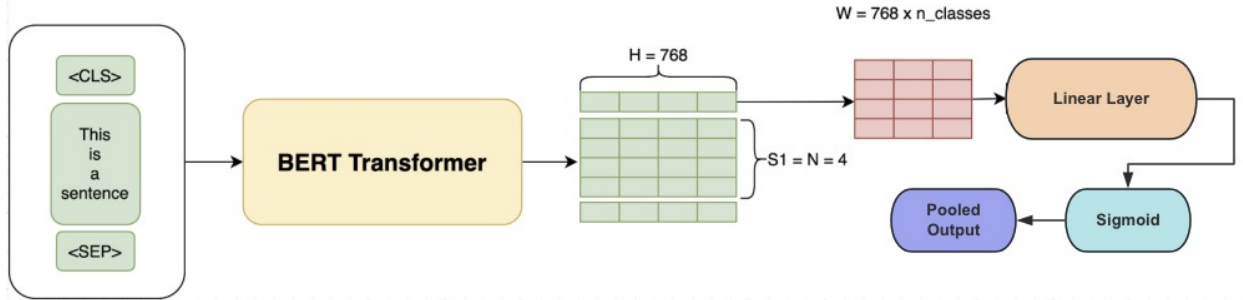 <CLS>
This
is
a
sentence
<SEP>
BERT Transformer
H = 768
S1 = N = 4
W = 768 x n_classes
Linear Layer
Sigmoid
Pooled
Output